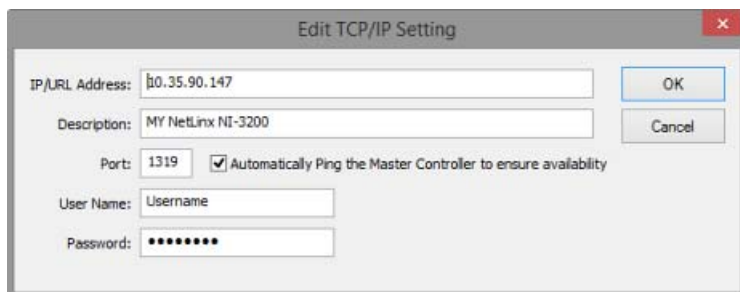 Edit TCP/IP Setting
IP/URL Address: 10.35.90.147
OK
Description: MY NetLinx NI-3200
Cancel
Port: 1319 Automatically Ping the Master Controller to ensure availability
User Name: Username
Password: ••••••••